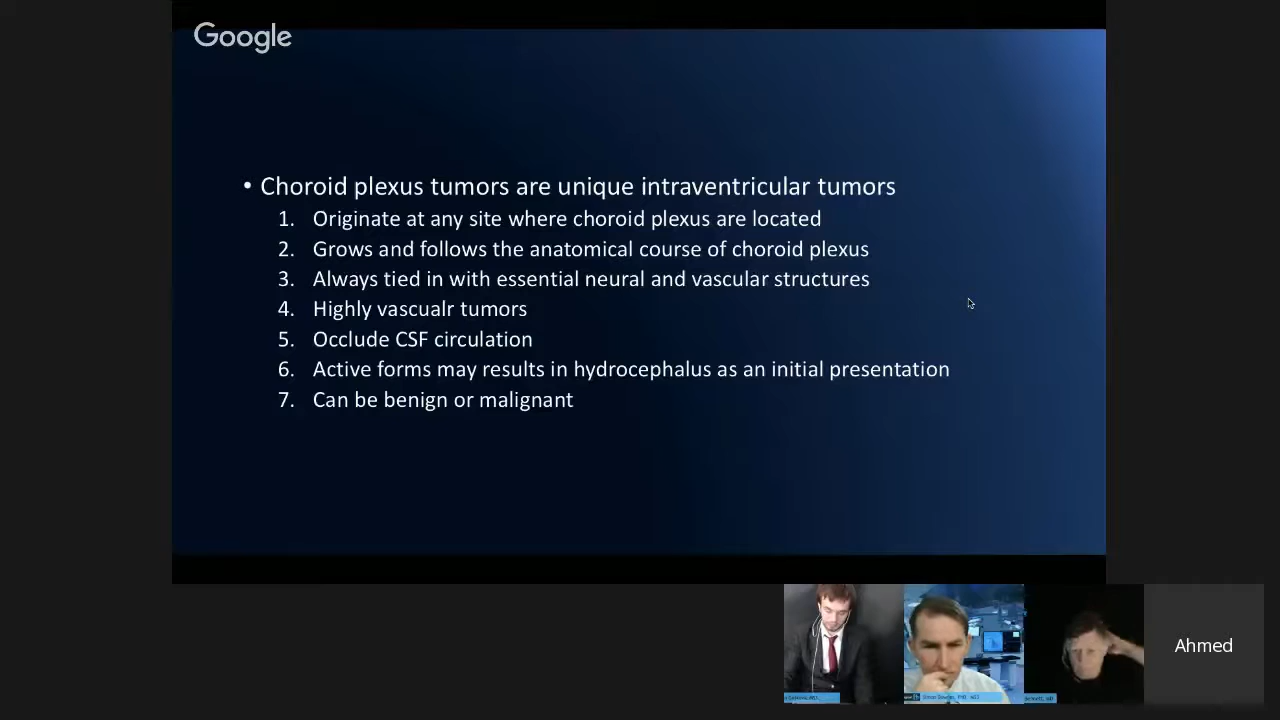 Google
• Choroid plexus tumors are unique intraventricular tumors
1. Originate at any site where choroid plexus are located
2. Grows and follows the anatomical course of choroid plexus
3. Always tied in with essential neural and vascular structures
4. Highly vascualr tumors
5. Occlude CSF circulation
6. Active forms may results in hydrocephalus as an initial presentation
7. Can be benign or malignant
Ahmed